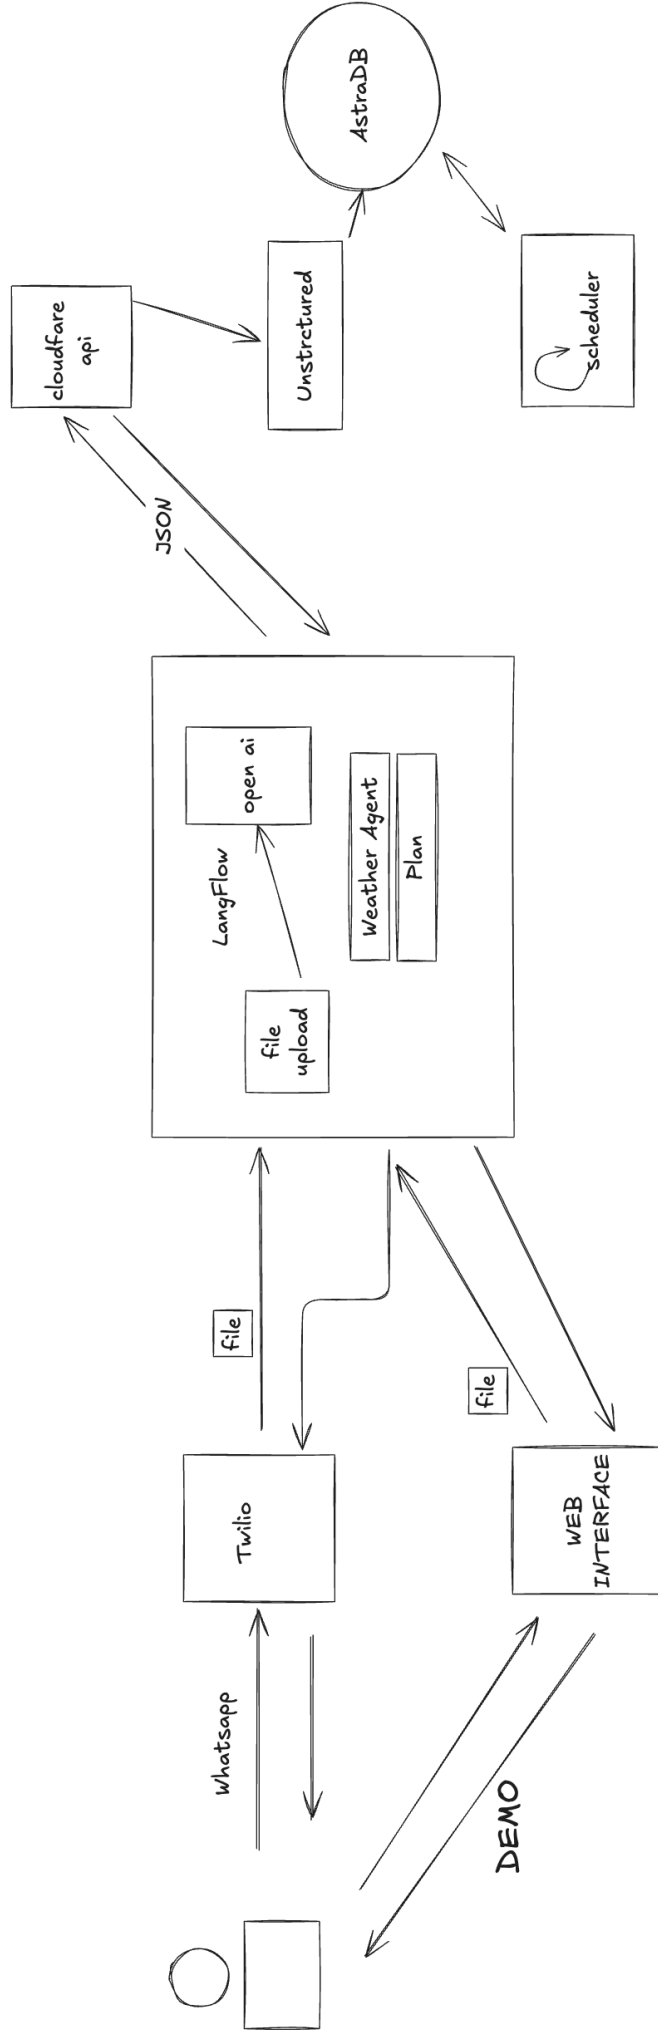 Whatsapp
DEMO
Twilio
WEB
INTERFACE
file
file
file
upload
LangFlow
open ai
Weather Agent
Plan
JSON
cloudfare
api
Unstrctured
scheduler
AstraDB